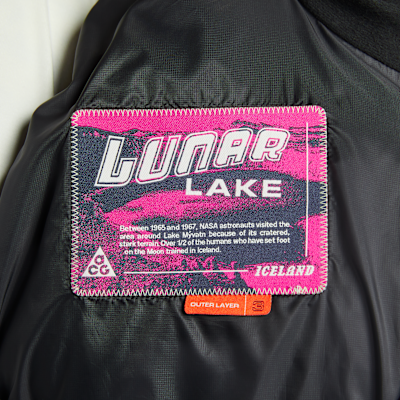 LUNAR
LAKE
Between 1965 and 1967, NASA astronauts visited the
area around Lake Mývatn because of its cratered,
stark terrain. Over 1/2 of the humans who have set foot
on the Moon trained in Iceland.
ACG
ICELAND
OUTER LAYER